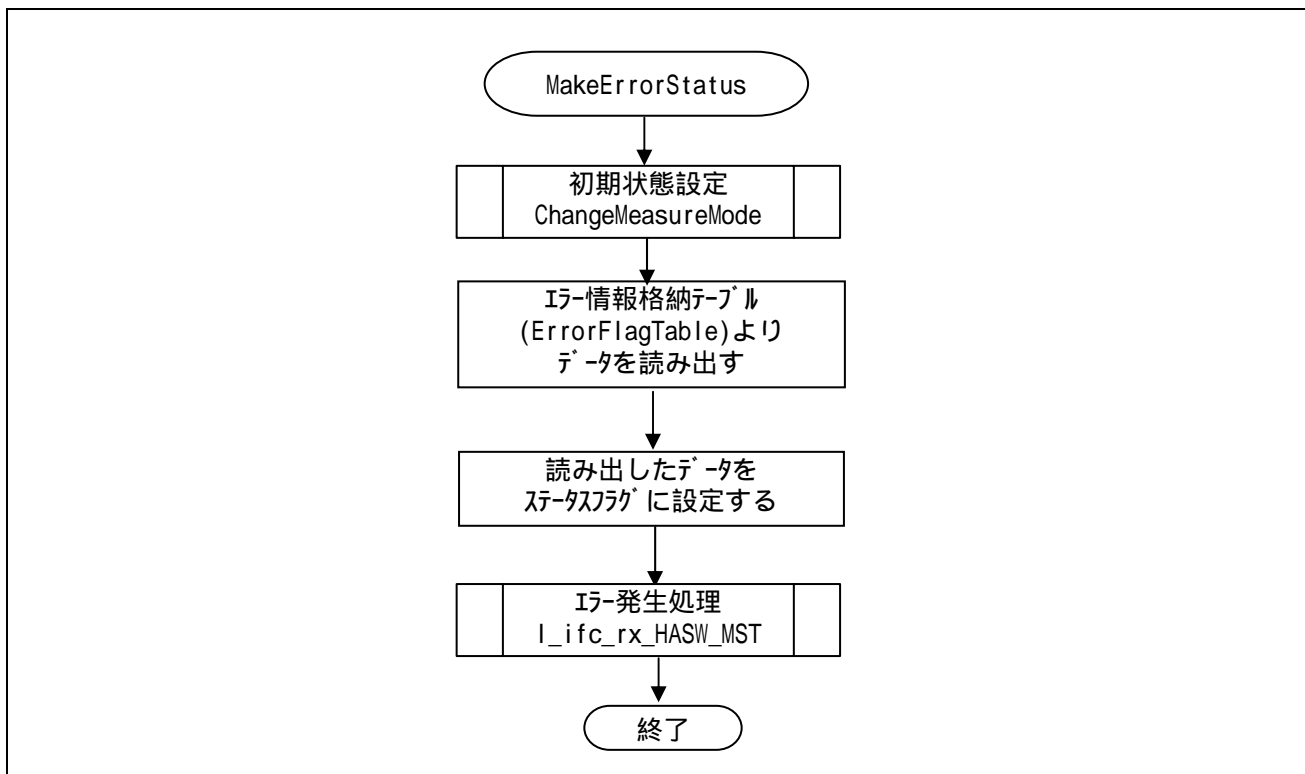 MakeErrorStatus
初期状態設定
ChangeMeasureMode
ｴﾗｰ情報格納ﾃｰﾌﾞﾙ
(ErrorFlagTable)より
ﾃﾞｰﾀを読み出す
読み出したﾃﾞｰﾀを
ｽﾃｰﾀｽﾌﾗｸﾞに設定する
ｴﾗｰ発生処理
l_ifc_rx_HASW_MST
終了